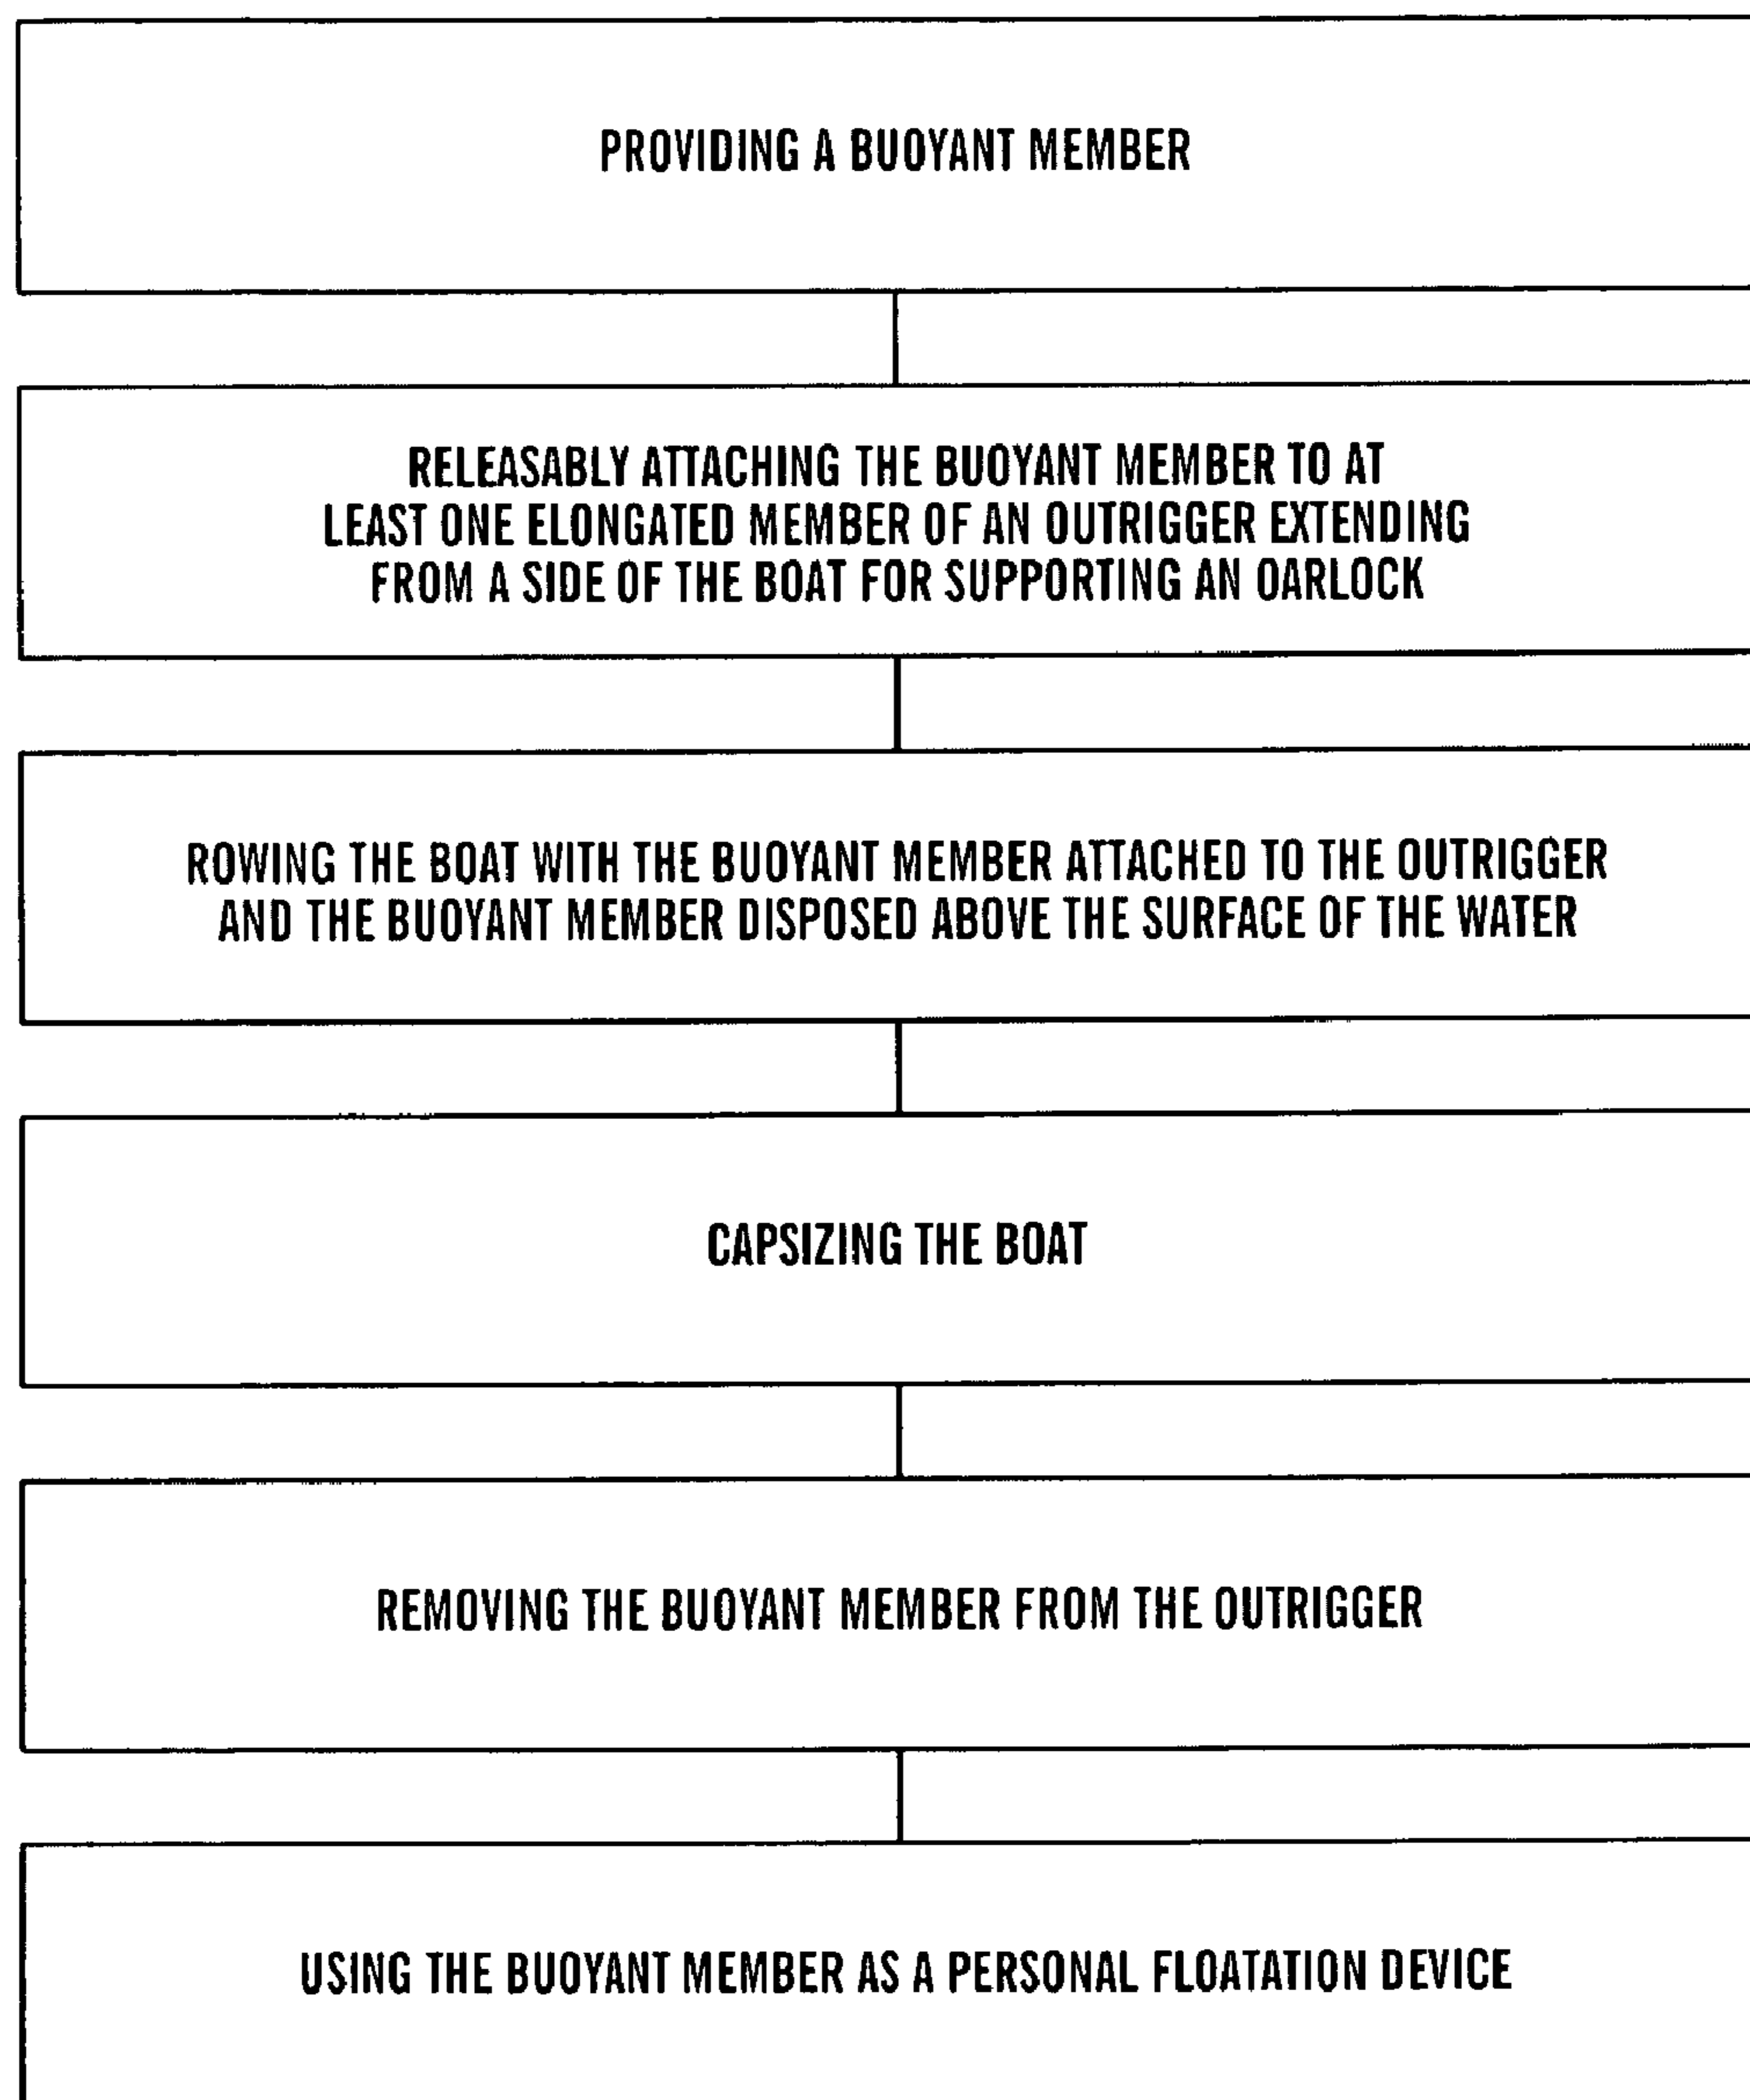 PROVIDING A BUOYANT MEMBER
RELEASABLY ATTACHING THE BUOYANT MEMBER TO AT
LEAST ONE ELONGATED MEMBER OF AN OUTRIGGER EXTENDING
FROM A SIDE OF THE BOAT FOR SUPPORTING AN OARLOCK
ROWING THE BOAT WITH THE BUOYANT MEMBER ATTACHED TO THE OUTRIGGER
AND THE BUOYANT MEMBER DISPOSED ABOVE THE SURFACE OF THE WATER
CAPSIZING THE BOAT
REMOVING THE BUOYANT MEMBER FROM THE OUTRIGGER
USING THE BUOYANT MEMBER AS A PERSONAL FLOATATION DEVICE